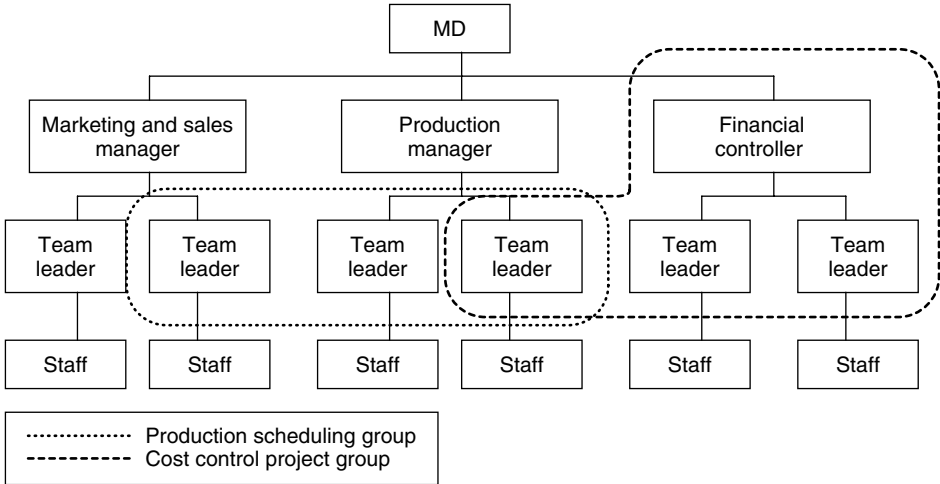 MD
Marketing and sales
manager
Production
manager
Financial
controller
Team
leader
Team
leader
Team
leader
Team
leader
Team
leader
Team
leader
Staff
Staff
Staff
Staff
Staff
Staff
Production scheduling group
Cost control project group